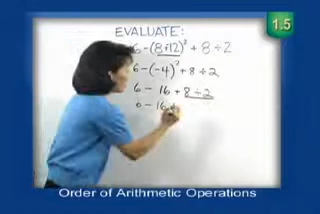 1.5
EVALUATE:
6 - (8-12)² + 8 ÷ 2
6 - (-4)² + 8 ÷ 2
6 - 16 + 8 ÷ 2
6 - 16 +
Order of Arithmetic Operations